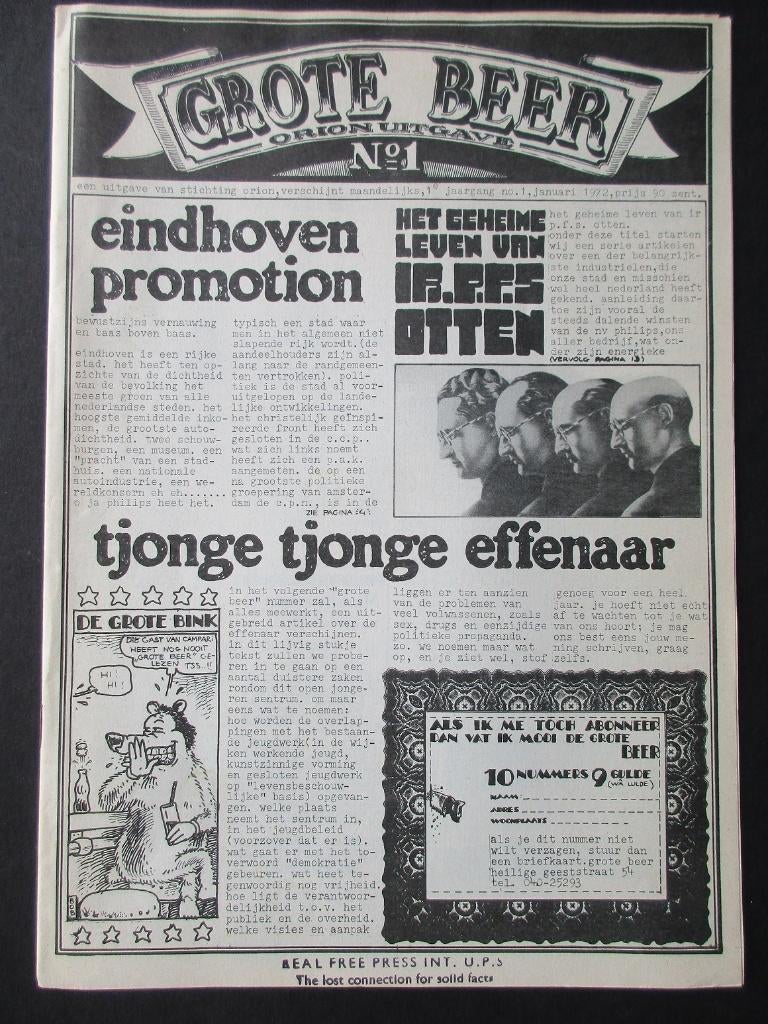 GROTE BEER
ORION UITGAVE
No1
een uitgave van stichting orion,verschijnt maandelijks,1e jaargang no.1,januari 1972,prijs 90 cent.
eindhoven
promotion
bewustzijns vernauwing
en baas boven baas.
eindhoven is een rijke
stad. het heeft ten op-
zichte van de dichtheid
van de bevolking het
meeste groen van alle
nederlandse steden. het
hoogste gemiddelde inko-
men, de grootste auto-
dichtheid. twee schouw-
burgen, een museum. een
"pracht" van een stad-
huis. een nationale
autoindustrie, een we-
reldkonsern eh eh.......
o ja philips heet het.
typisch een stad waar
men in het algemeen niet
slapende rijk wordt.(de
aandeelhouders zijn al-
lang naar de randgemeen-
ten vertrokken). poli-
tiek is de stad al voor-
uitgelopen op de lande-
lijke ontwikkelingen.
het christelijk geïnspi-
reerde front heeft zich
gesloten in de c.c.p..
wat zich links noemt
heeft zich een p.a.k.
aangemeten. de op een
na grootste politieke
groepering van amster-
dam de c.p.n., is in de
ZIE PAGINA :4:
HET GEHEIME
LEVEN VAN
IR.P.F.S
OTTEN
het geheime leven van ir
p.f.s. otten.
onder deze titel starten
wij een serie artikelen
over een der belangrijk-
ste industrielen,die
onze stad en misschien
wel heel nederland heeft
gekend. aanleiding daar-
toe zijn vooral de
steeds dalende winsten
van de nv philips,ons
aller bedrijf,wat on-
der zijn energieke
(VERVOLG PAGINA 13)
tjonge tjonge effenaar
DE GROTE BINK
DIE GAST VAN CAMPARI
HEEFT NOG NOOIT
"GROTE BEER" GE-
LEZEN TSS..!!
HI!
HI!
in het volgende "grote
beer" nummer zal, als
alles meewerkt, een uit-
gebreid artikel over de
effenaar verschijnen.
in dit lijvig stukje
tekst zullen we probe-
ren in te gaan op een
aantal duistere zaken
rondom dit open jonge-
ren sentrum. om maar
eens wat te noemen:
hoe worden de overlap-
pingen met het bestaan-
de jeugdwerk(in de wij-
ken werkende jeugd,
kunstzinnige vorming
en gesloten jeugdwerk
op "levensbeschouw-
lijke" basis) opgevan-
gen. welke plaats
neemt het sentrum in,
in het jeugdbeleid
(voorzover dat er is).
wat gaat er met het to-
verwoord "demokratie"
gebeuren. wat heet te-
genwoordig nog vrijheid.
hoe ligt de verantwoor-
delijkheid t.o.v. het
publiek en de overheid.
welke visies en aanpak
liggen er ten aanzien
van de problemen van
veel volwassenen, zoals
sex, drugs en eenzijdige
politieke propaganda.
zo. we noemen maar wat
op, en je ziet wel, stof
genoeg voor een heel
jaar. je hoeft niet echt
af te wachten tot je wat
van ons hoort; je mag
ons best eens jouw me-
ning schrijven, graag
zelfs.
ALS IK ME TOCH ABONNEER
DAN VAT IK MOOI DE GROTE
BEER
10 NUMMERS 9 GULDE
(WA LULDE)
NAAM:
ADRES
WOONPLAATS
als je dit nummer niet
wilt verzagen, stuur dan
een briefkaart.grote beer
heilige geeststraat 54
tel. 040-25293
REAL FREE PRESS INT. U.P.S
The lost connection for solid facts